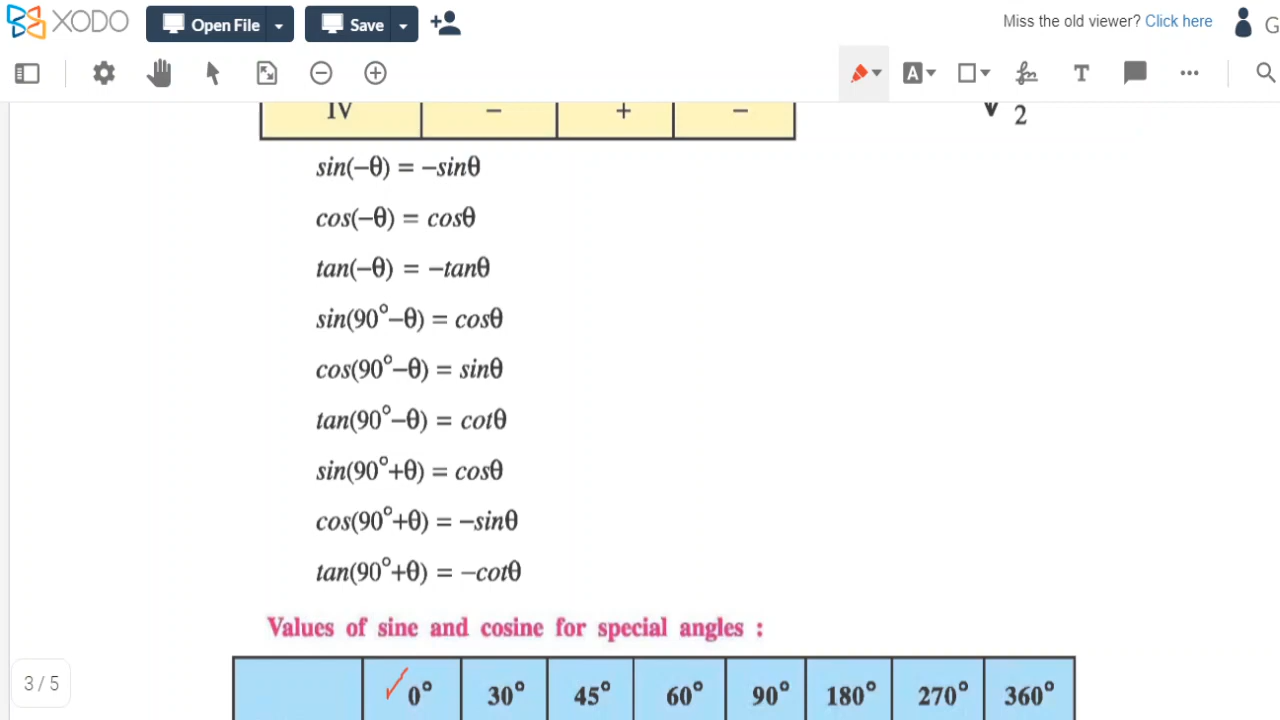 XODO Open File Save Miss the old viewer? Click here G
A T
IV − + − √ 2
sin(−θ) = −sinθ
cos(−θ) = cosθ
tan(−θ) = −tanθ
sin(90°−θ) = cosθ
cos(90°−θ) = sinθ
tan(90°−θ) = cotθ
sin(90°+θ) = cosθ
cos(90°+θ) = −sinθ
tan(90°+θ) = −cotθ
Values of sine and cosine for special angles :
0° 30° 45° 60° 90° 180° 270° 360°
3 / 5